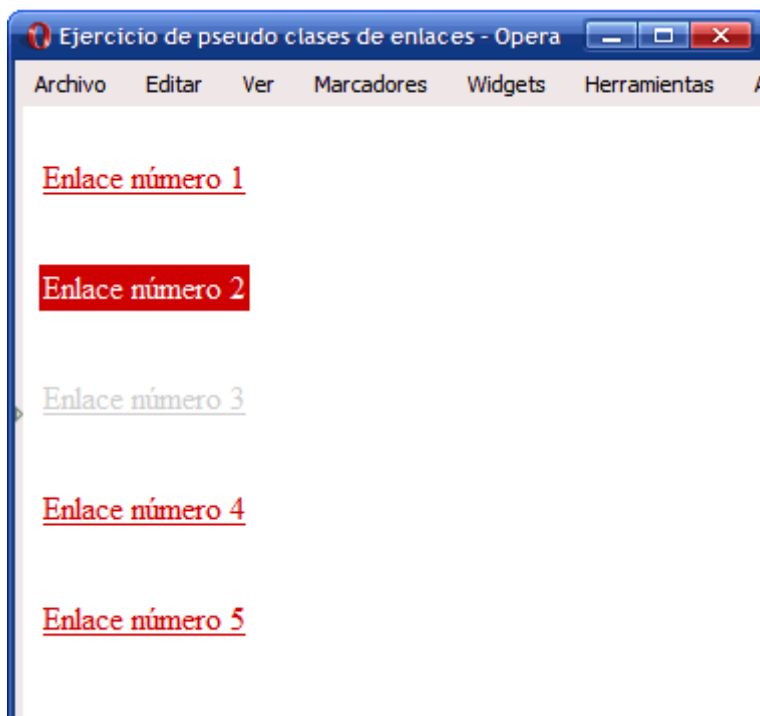 Ejercicio de pseudo clases de enlaces - Opera
Archivo Editar Ver Marcadores Widgets Herramientas
Enlace número 1
Enlace número 2
Enlace número 3
Enlace número 4
Enlace número 5